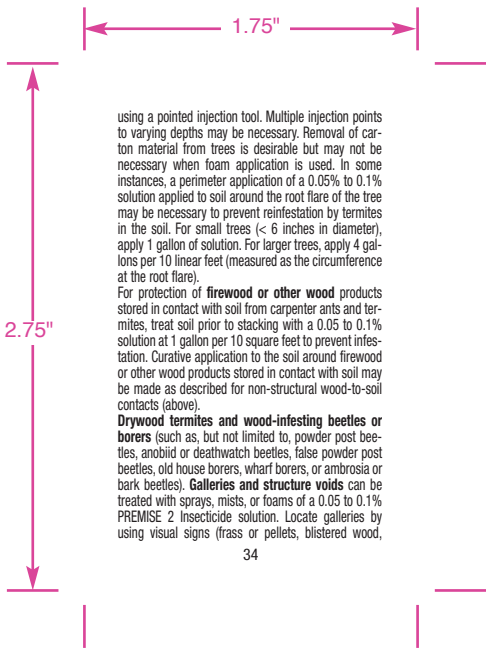 1.75"
using a pointed injection tool. Multiple injection points
to varying depths may be necessary. Removal of car-
ton material from trees is desirable but may not be
necessary when foam application is used. In some
instances, a perimeter application of a 0.05% to 0.1%
solution applied to soil around the root flare of the tree
may be necessary to prevent reinfestation by termites
in the soil. For small trees (< 6 inches in diameter),
apply 1 gallon of solution. For larger trees, apply 4 gal-
lons per 10 linear feet (measured as the circumference
at the root flare).
For protection of firewood or other wood products
stored in contact with soil from carpenter ants and ter-
mites, treat soil prior to stacking with a 0.05 to 0.1%
solution at 1 gallon per 10 square feet to prevent infes-
tation. Curative application to the soil around firewood
or other wood products stored in contact with soil may
be made as described for non-structural wood-to-soil
contacts (above).
Drywood termites and wood-infesting beetles or
borers (such as, but not limited to, powder post bee-
tles, anobiid or deathwatch beetles, false powder post
beetles, old house borers, wharf borers, or ambrosia or
bark beetles). Galleries and structure voids can be
treated with sprays, mists, or foams of a 0.05 to 0.1%
PREMISE 2 Insecticide solution. Locate galleries by
using visual signs (frass or pellets, blistered wood,
34
2.75"